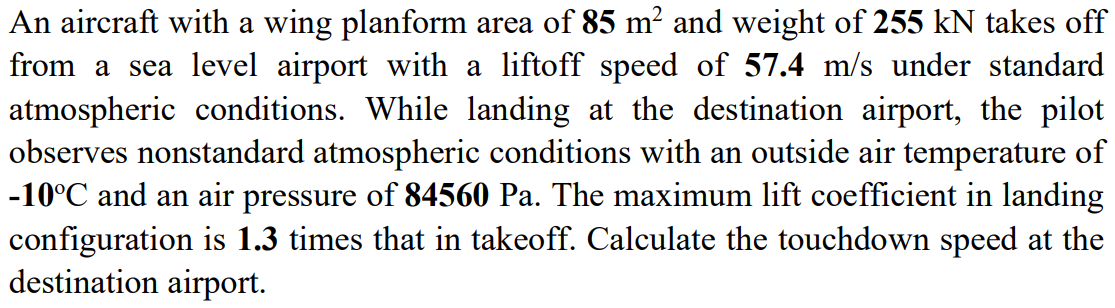 An aircraft with a wing planform area of 85 m² and weight of 255 kN takes off
from a sea level airport with a liftoff speed of 57.4 m/s under standard
atmospheric conditions. While landing at the destination airport, the pilot
observes nonstandard atmospheric conditions with an outside air temperature of
-10°C and an air pressure of 84560 Pa. The maximum lift coefficient in landing
configuration is 1.3 times that in takeoff. Calculate the touchdown speed at the
destination airport.